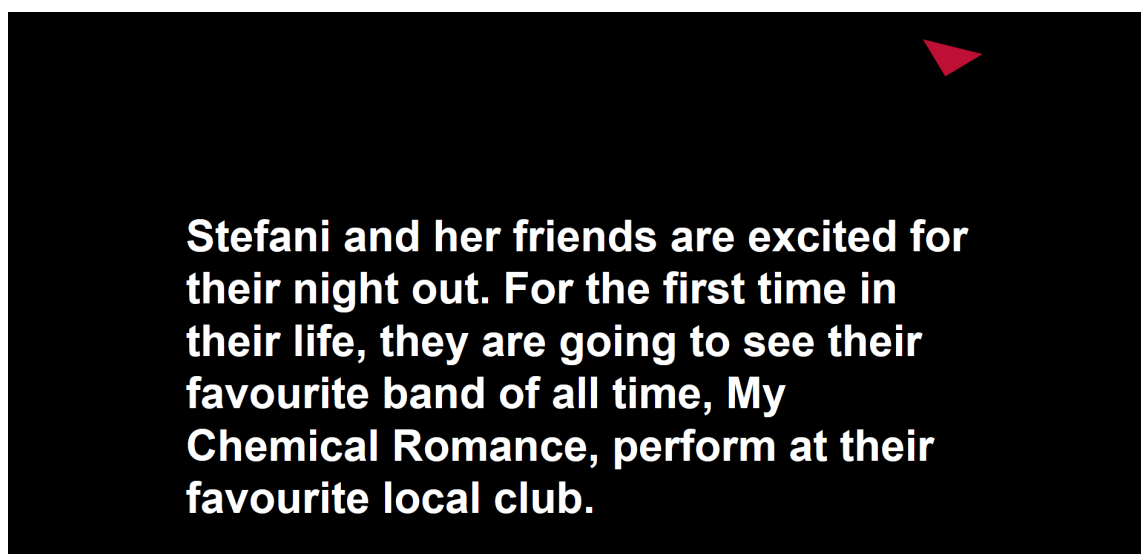 Stefani and her friends are excited for
their night out. For the first time in
their life, they are going to see their
favourite band of all time, My
Chemical Romance, perform at their
favourite local club.